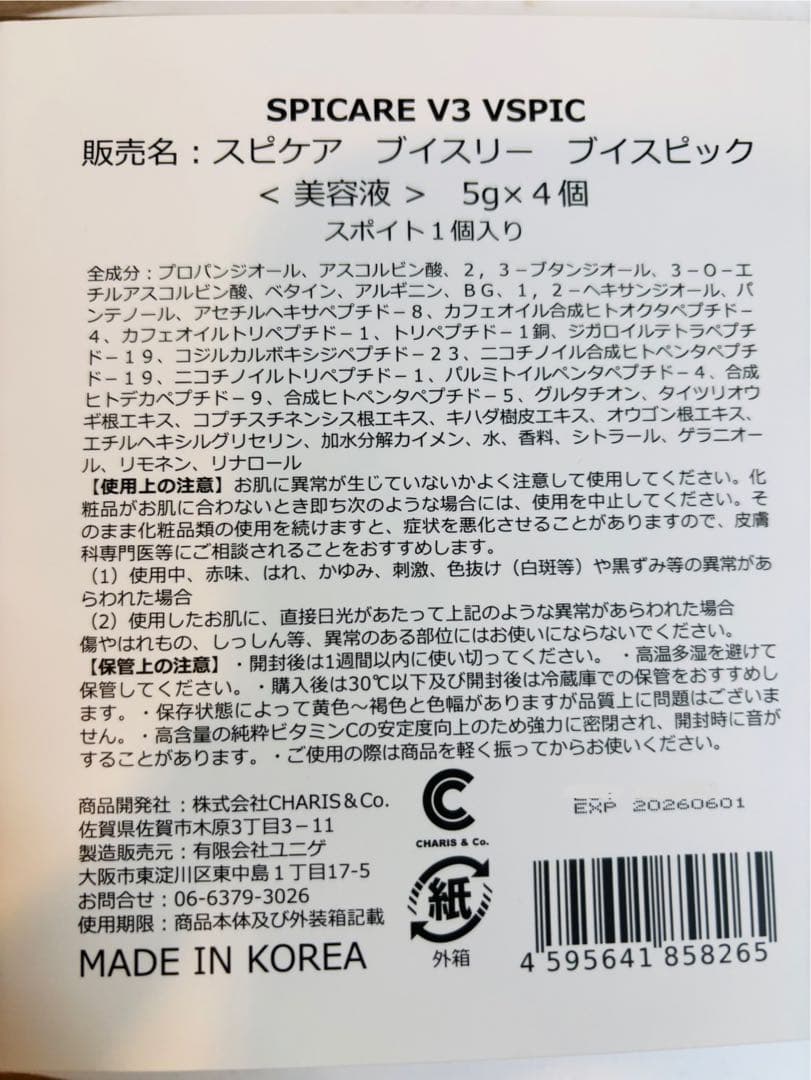 SPICARE V3 VSPIC
販売名：スピケア　ブイスリー　ブイスピック
＜ 美容液 ＞　5g×４個
スポイト１個入り
全成分：プロパンジオール、アスコルビン酸、２，３－ブタンジオール、３－Ｏ－エ
チルアスコルビン酸、ベタイン、アルギニン、ＢＧ、１，２－ヘキサンジオール、パ
ンテノール、アセチルヘキサペプチド－８、カフェオイル合成ヒトオクタペプチド－
４、カフェオイルトリペプチド－１、トリペプチド－１銅、ジガロイルテトラペプチ
ド－１９、コジルカルボキシジペプチド－２３、ニコチノイル合成ヒトペンタペプチ
ド－１９、ニコチノイルトリペプチド－１、パルミトイルペンタペプチド－４、合成
ヒトデカペプチド－９、合成ヒトペンタペプチド－５、グルタチオン、タイツリオウ
ギ根エキス、コプチスチネンシス根エキス、キハダ樹皮エキス、オウゴン根エキス、
エチルヘキシルグリセリン、加水分解カイメン、水、香料、シトラール、ゲラニオー
ル、リモネン、リナロール
【使用上の注意】お肌に異常が生じていないかよく注意して使用してください。化
粧品がお肌に合わないとき即ち次のような場合には、使用を中止してください。そ
のまま化粧品類の使用を続けますと、症状を悪化させることがありますので、皮膚
科専門医等にご相談されることをおすすめします。
（1）使用中、赤味、はれ、かゆみ、刺激、色抜け（白斑等）や黒ずみ等の異常があ
らわれた場合
（2）使用したお肌に、直接日光があたって上記のような異常があらわれた場合
傷やはれもの、しっしん等、異常のある部位にはお使いにならないでください。
【保管上の注意】・開封後は1週間以内に使い切ってください。・高温多湿を避けて
保管してください。・購入後は30℃以下及び開封後は冷蔵庫での保管をおすすめし
ます。・保存状態によって黄色～褐色と色幅がありますが品質上に問題はございま
せん。・高含量の純粋ビタミンCの安定度向上のため強力に密閉され、開封時に音が
することがあります。・ご使用の際は商品を軽く振ってからお使いください。
商品開発社：株式会社CHARIS＆Co.
佐賀県佐賀市木原3丁目3－11
製造販売元：有限会社ユニゲ
大阪市東淀川区東中島１丁目17-5
お問合せ：06-6379-3026
使用期限：商品本体及び外装箱記載
MADE IN KOREA
CHARIS & Co.
紙
外箱
EXP 20260601
4 595641 858265